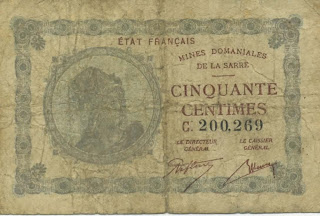 ÉTAT FRANÇAIS
MINES DOMANIALES
DE LA SARRE
CINQUANTE
CENTIMES
C. 200,269
LE DIRECTEUR
GÉNÉRAL
LE CAISSIER
GÉNÉRAL